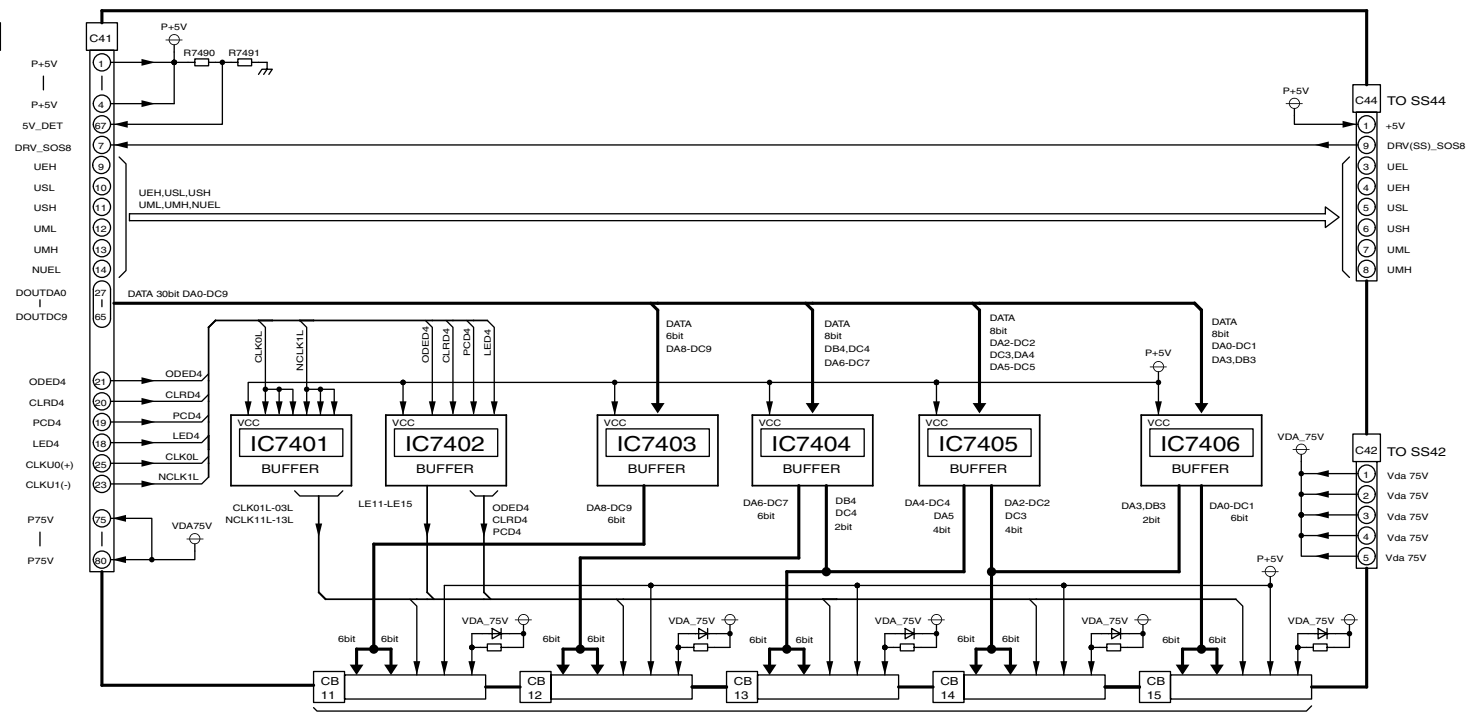 C41
P+5V
R7490 R7491
P+5V
1
P+5V
4
5V_DET
67
DRV_SOS8
7
UEH
9
USL
10
USH
11
UML
12
UMH
13
NUEL
14
DOUTDA0
27
DOUTDC9
65
ODED4
21
CLRD4
20
PCD4
19
LED4
18
CLKU0(+)
25
CLKU1(-)
23
P75V
75
P75V
80
VDA75V
UEH,USL,USH
UML,UMH,NUEL
DATA 30bit DA0-DC9
ODED4
CLRD4
PCD4
LED4
CLK0L
NCLK1L
CLK0L
NCLK1L
ODED4
CLRD4
PCD4
LED4
DATA
6bit
DA8-DC9
DATA
8bit
DB4,DC4
DA6-DC7
DATA
8bit
DA2-DC2
DC3,DA4
DA5-DC5
DATA
8bit
DA0-DC1
DA3,DB3
P+5V
VCC
IC7401
BUFFER
VCC
IC7402
BUFFER
VCC
IC7403
BUFFER
VCC
IC7404
BUFFER
VCC
IC7405
BUFFER
VCC
IC7406
BUFFER
CLK01L-03L
NCLK11L-13L
LE11-LE15
ODED4
CLRD4
PCD4
DA8-DC9
6bit
DA6-DC7
6bit
DB4
DC4
2bit
DA4-DC4
DA5
4bit
DA2-DC2
DC3
4bit
DA3,DB3
2bit
DA0-DC1
6bit
P+5V
P+5V
C44
TO SS44
1
+5V
9
DRV(SS)_SOS8
3
UEL
4
UEH
5
USL
6
USH
7
UML
8
UMH
VDA_75V
C42
TO SS42
1
Vda 75V
2
Vda 75V
3
Vda 75V
4
Vda 75V
5
Vda 75V
6bit 6bit
VDA_75V
6bit 6bit
VDA_75V
6bit 6bit
VDA_75V
6bit 6bit
VDA_75V
6bit 6bit
VDA_75V
CB
11
CB
12
CB
13
CB
14
CB
15